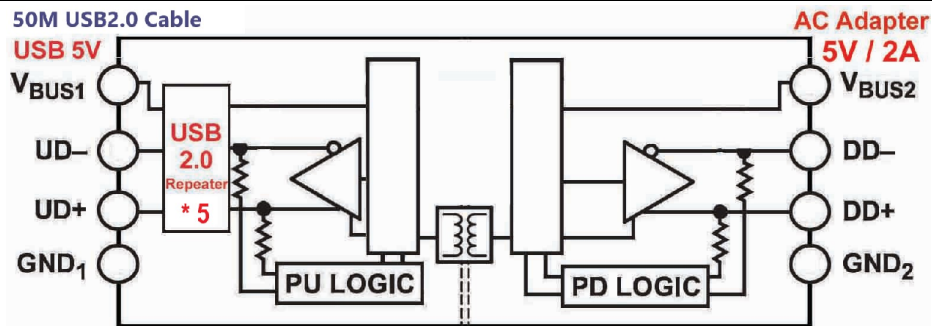 50M USB2.0 Cable
AC Adapter
USB 5V
5V / 2A
VBUS1
VBUS2
USB
2.0
Repeater
* 5
UD–
DD–
UD+
DD+
GND1
GND2
PU LOGIC
PD LOGIC